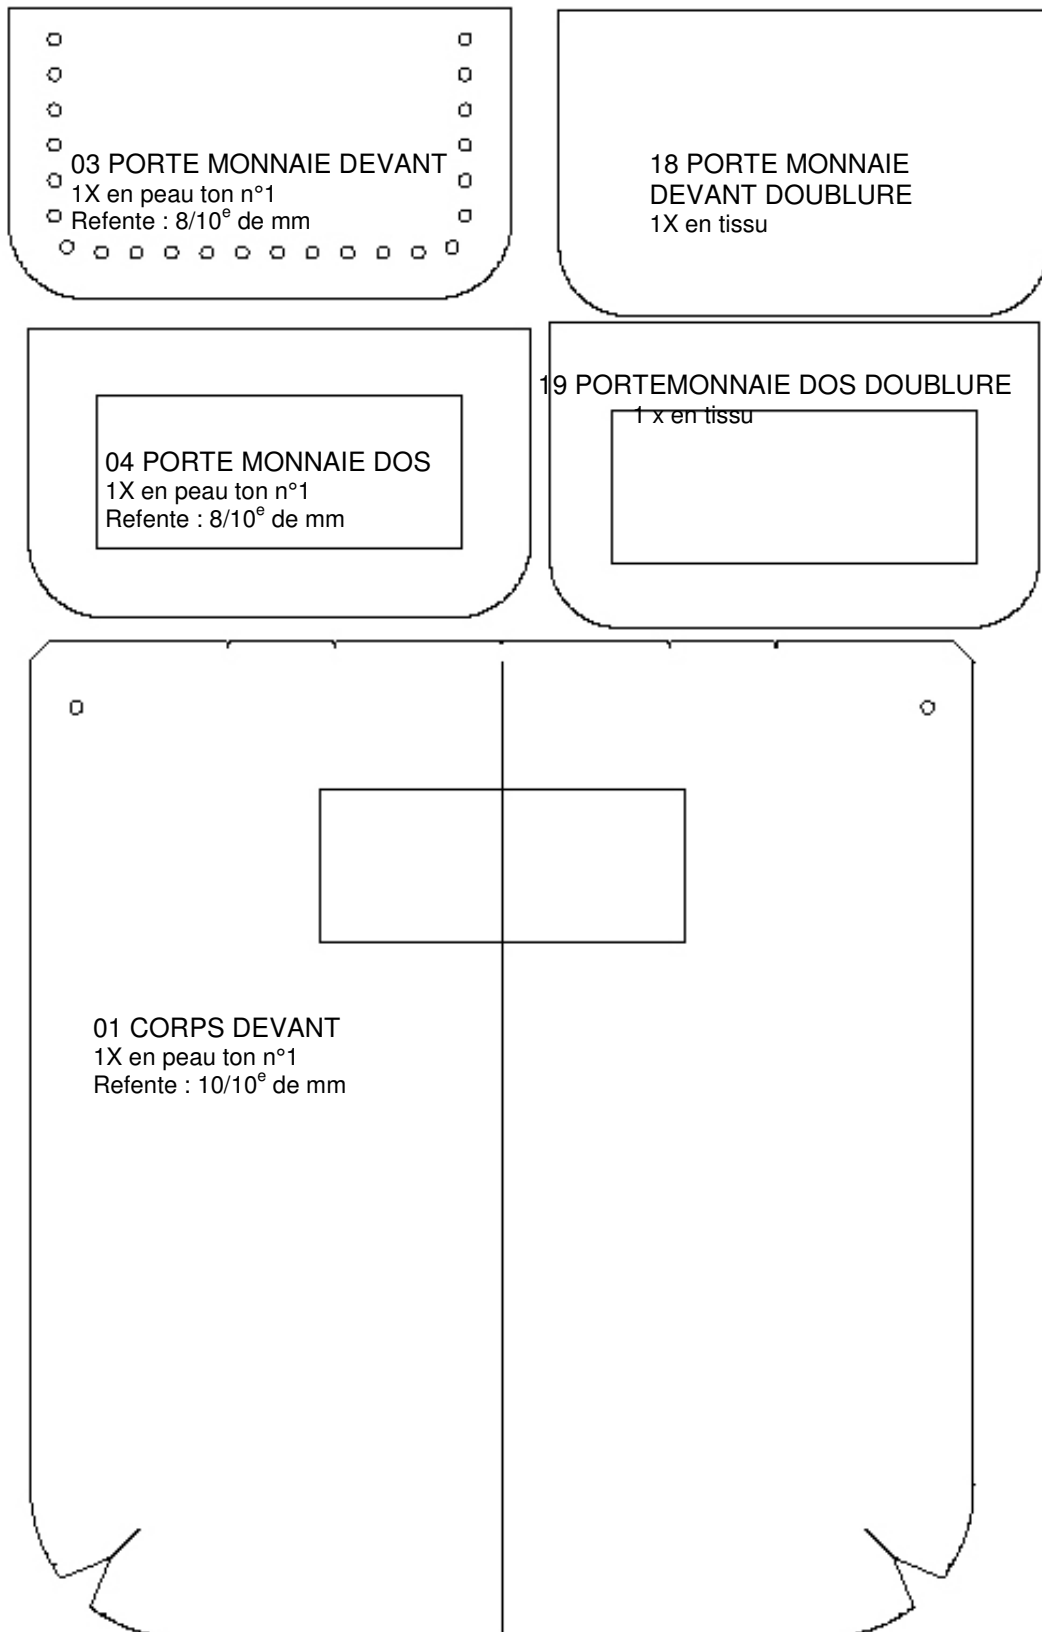 03 PORTE MONNAIE DEVANT
1X en peau ton n°1
Refente : 8/10e de mm
18 PORTE MONNAIE
DEVANT DOUBLURE
1X en tissu
04 PORTE MONNAIE DOS
1X en peau ton n°1
Refente : 8/10e de mm
19 PORTEMONNAIE DOS DOUBLURE
1 x en tissu
01 CORPS DEVANT
1X en peau ton n°1
Refente : 10/10e de mm